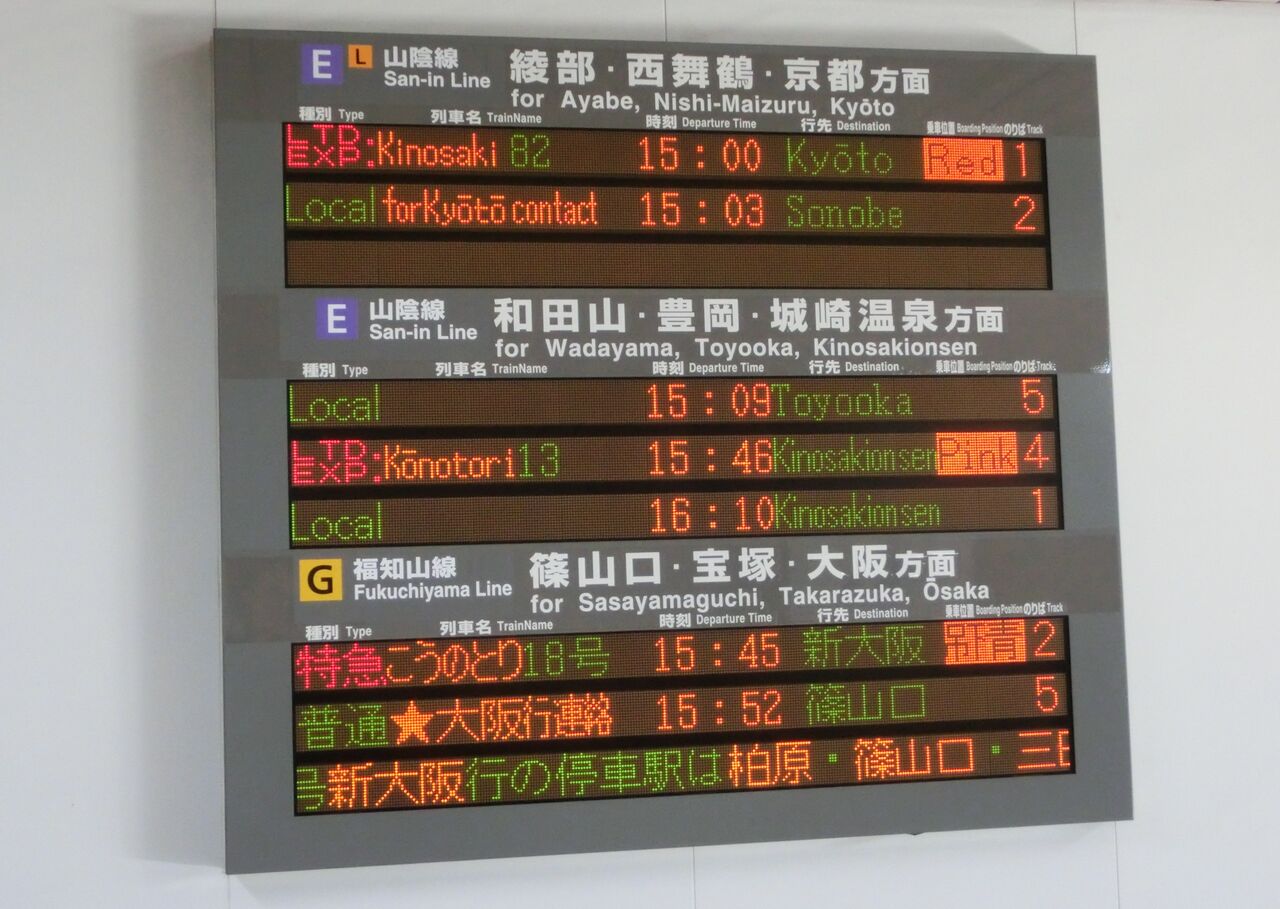 E L 山陰線 綾部・西舞鶴・京都方面
San-in Line for Ayabe, Nishi-Maizuru, Kyōto
種別 Type 列車名 TrainName 時刻 Departure Time 行先 Destination 乗車位置 Boarding Position のりば Track
LTD EXP: Kinosaki 82 15:00 Kyōto Red 1
Local for Kyōto contact 15:03 Sonobe 2
E 山陰線 和田山・豊岡・城崎温泉方面
San-in Line for Wadayama, Toyooka, Kinosakionsen
種別 Type 列車名 TrainName 時刻 Departure Time 行先 Destination 乗車位置 Boarding Position のりば Track
Local 15:09 Toyooka 5
LTD EXP: Kōnotori 13 15:46 Kinosakionsen Pink 4
Local 16:10 Kinosakionsen 1
G 福知山線 篠山口・宝塚・大阪方面
Fukuchiyama Line for Sasayamaguchi, Takarazuka, Ōsaka
種別 Type 列車名 TrainName 時刻 Departure Time 行先 Destination 乗車位置 Boarding Position のりば Track
特急 こうのとり 18号 15:45 新大阪 2
普通 ★大阪行連絡 15:52 篠山口 5
号新大阪行の停車駅は柏原・篠山口・三